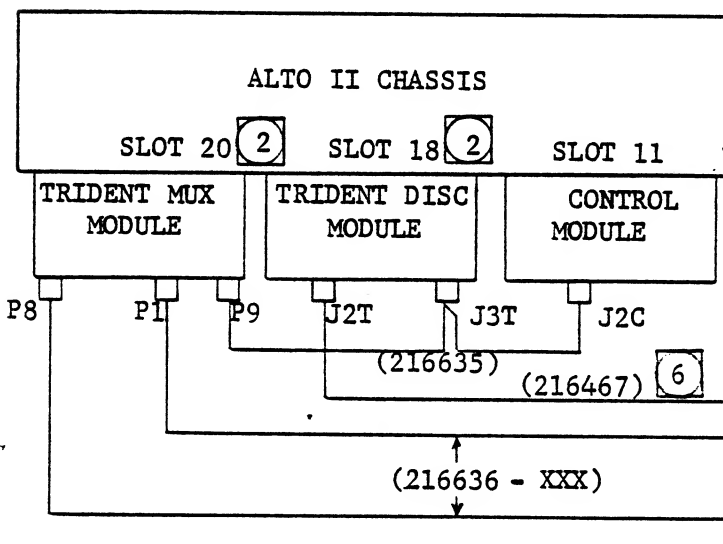 ALTO II CHASSIS
SLOT 20 2 SLOT 18 2 SLOT 11
TRIDENT MUX MODULE
TRIDENT DISC MODULE
CONTROL MODULE
P8 P1 P9 J2T J3T J2C
(216635)
(216467) 6
(216636 - XXX)